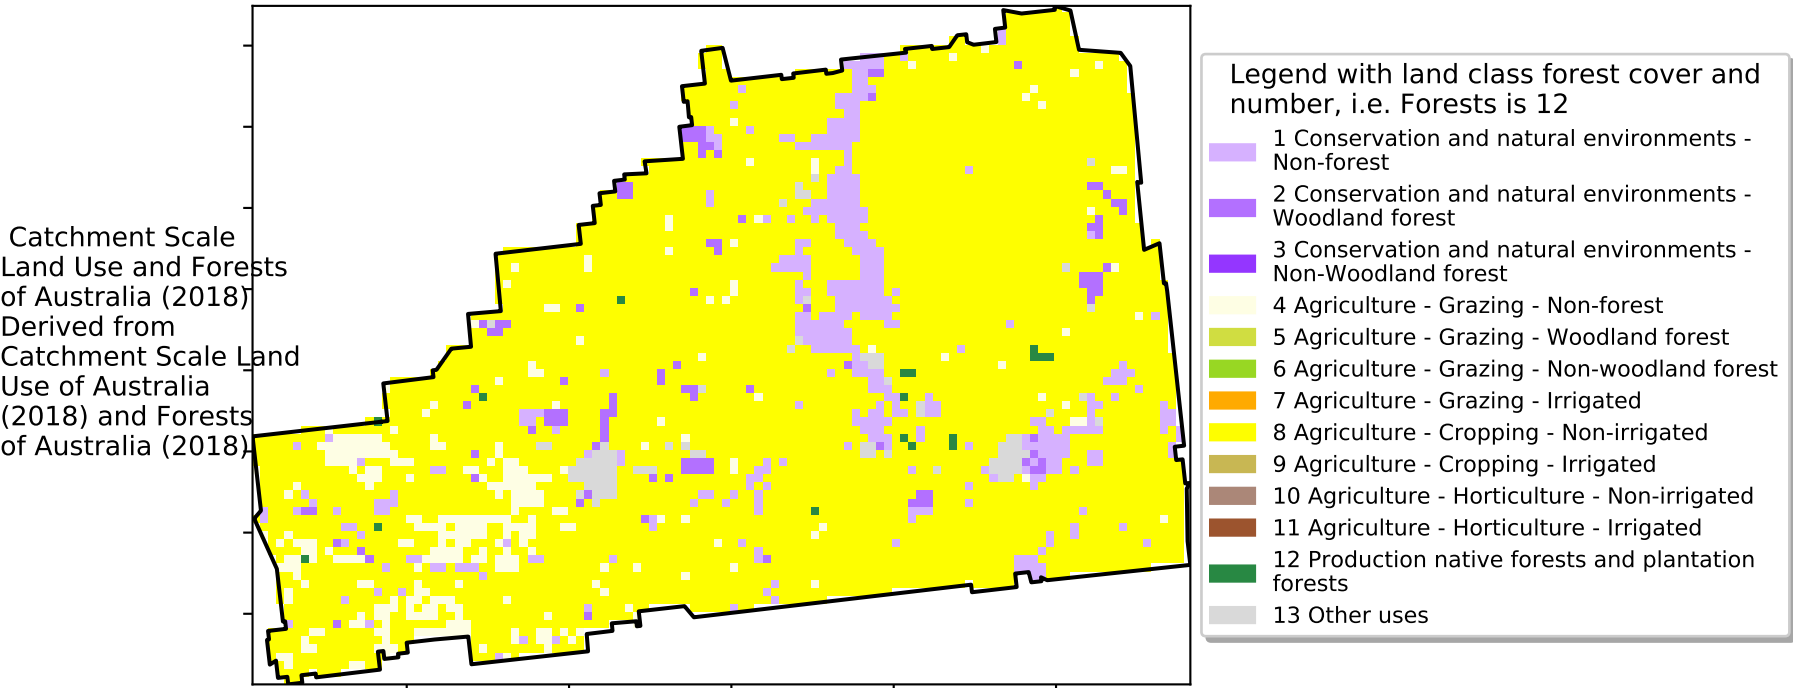 Catchment Scale
Land Use and Forests
of Australia (2018)
Derived from
Catchment Scale Land
Use of Australia
(2018) and Forests
of Australia (2018)
Legend with land class forest cover and
number, i.e. Forests is 12
1 Conservation and natural environments -
Non-forest
2 Conservation and natural environments -
Woodland forest
3 Conservation and natural environments -
Non-Woodland forest
4 Agriculture - Grazing - Non-forest
5 Agriculture - Grazing - Woodland forest
6 Agriculture - Grazing - Non-woodland forest
7 Agriculture - Grazing - Irrigated
8 Agriculture - Cropping - Non-irrigated
9 Agriculture - Cropping - Irrigated
10 Agriculture - Horticulture - Non-irrigated
11 Agriculture - Horticulture - Irrigated
12 Production native forests and plantation
forests
13 Other uses